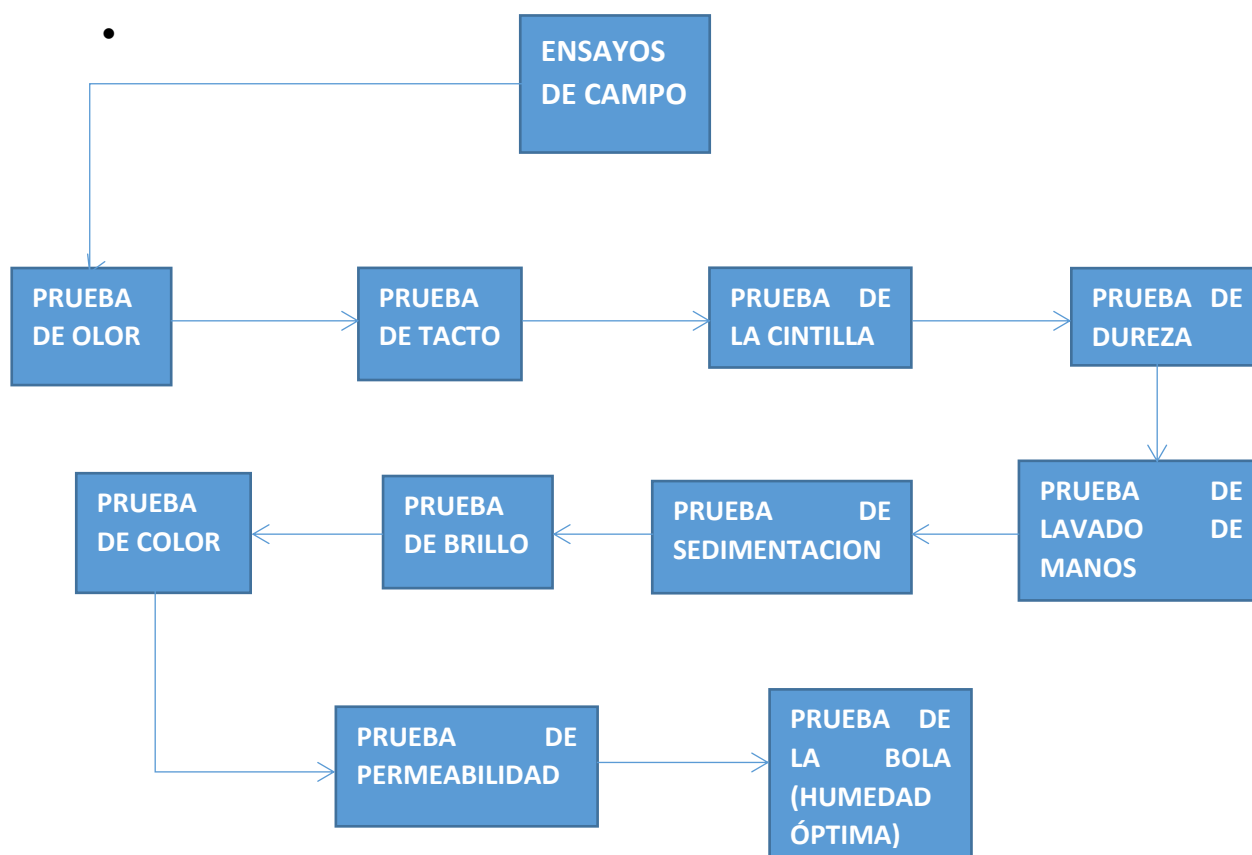 ENSAYOS
DE CAMPO
PRUEBA
DE OLOR
PRUEBA
DE TACTO
PRUEBA DE
LA CINTILLA
PRUEBA DE
DUREZA
PRUEBA DE
LAVADO DE
MANOS
PRUEBA DE
SEDIMENTACION
PRUEBA
DE BRILLO
PRUEBA
DE COLOR
PRUEBA DE
PERMEABILIDAD
PRUEBA DE
LA BOLA
(HUMEDAD
ÓPTIMA)